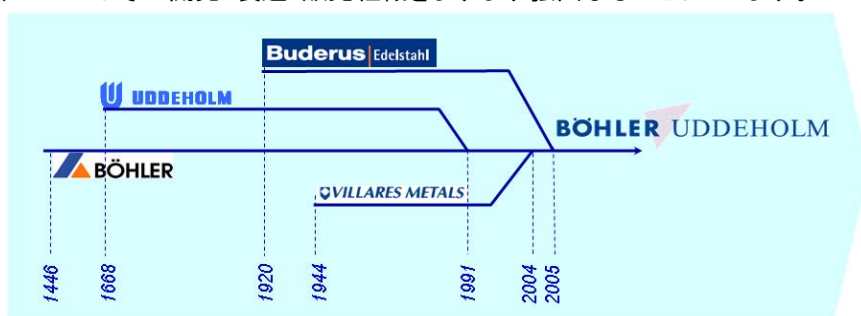 Buderus Edelstahl
UDDEHOLM
BÖHLER UDDEHOLM
BÖHLER
VILLARES METALS
1446
1668
1920
1944
1991
2004
2005